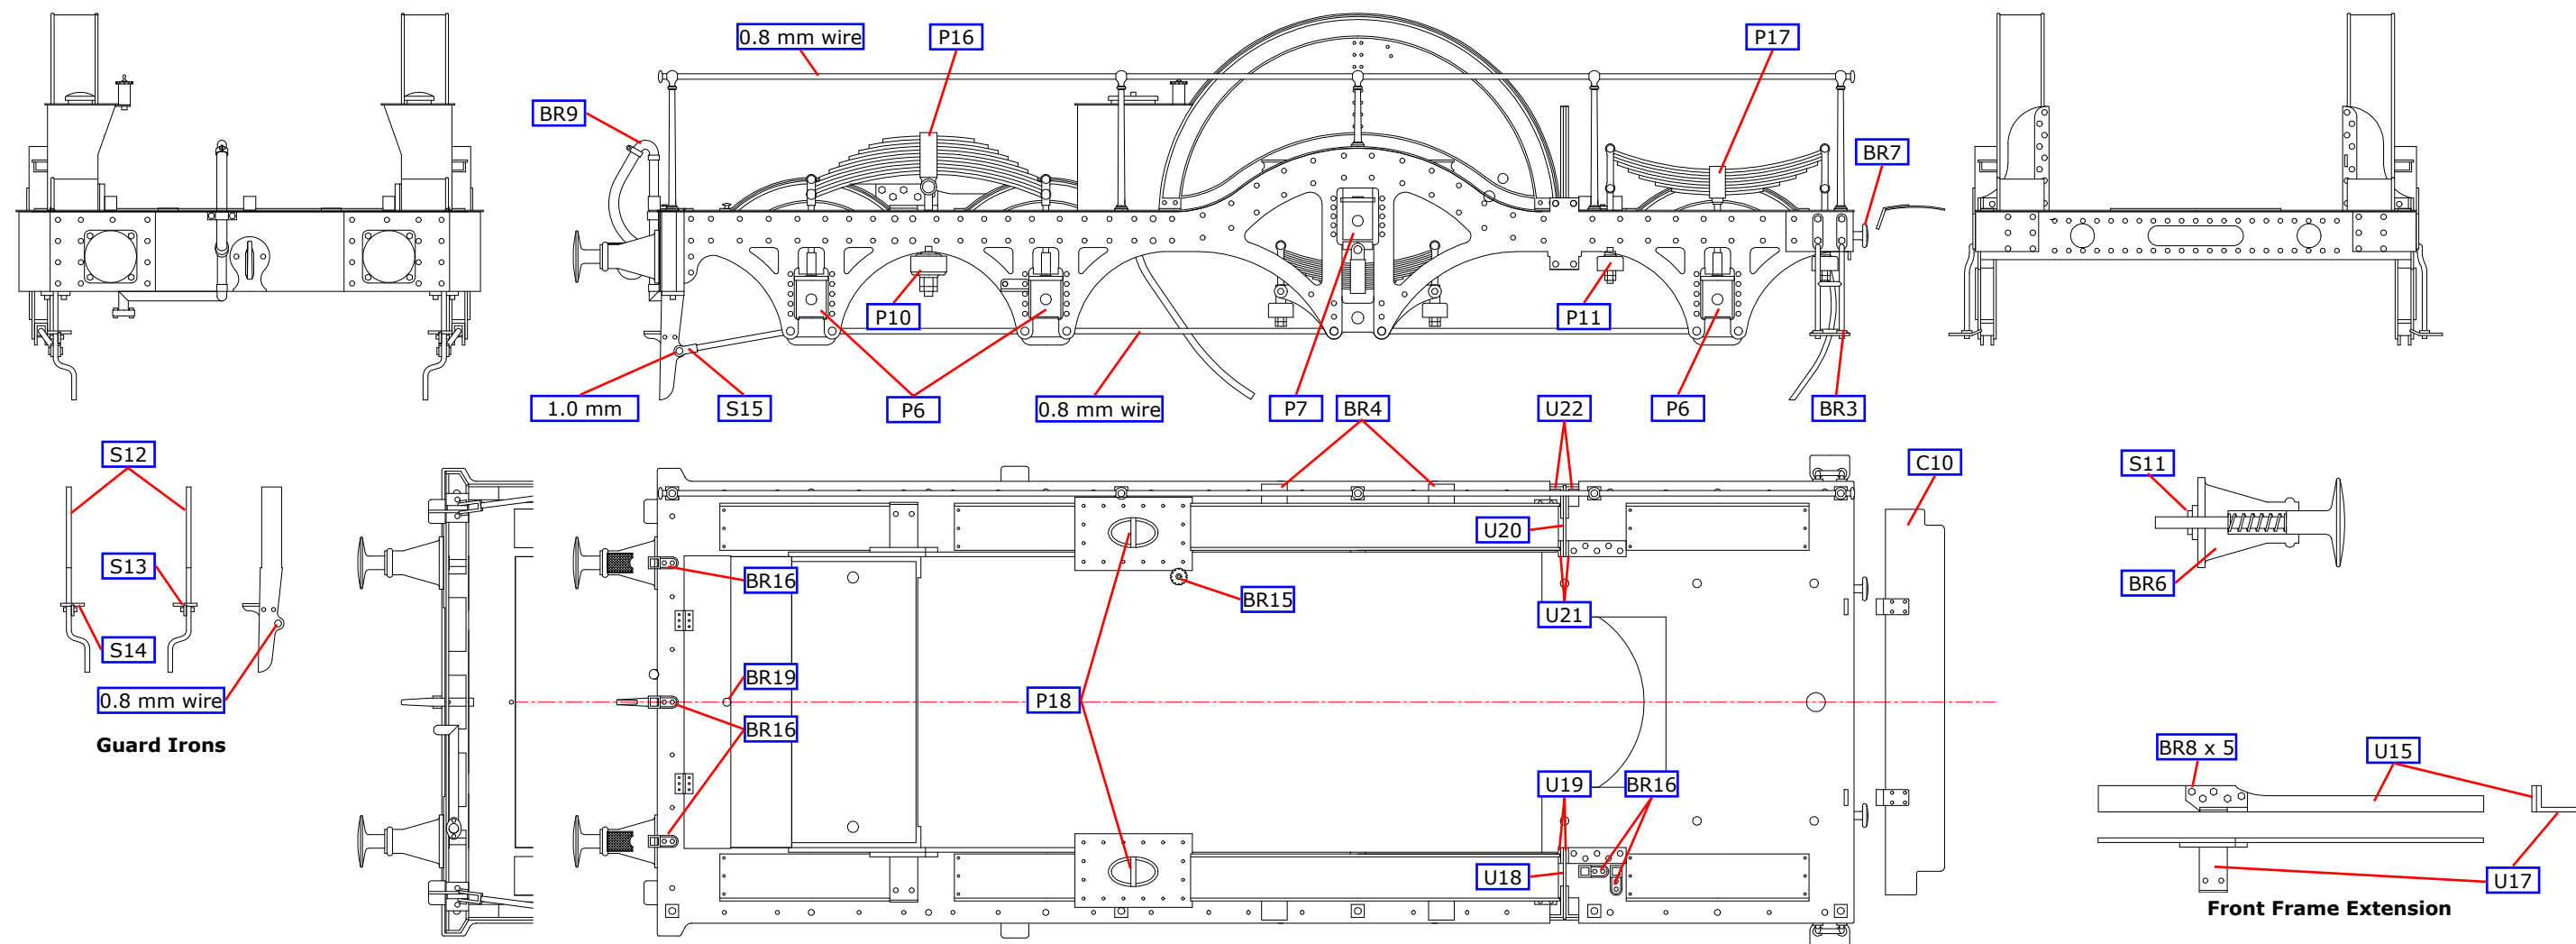 0.8 mm wire
P16
P17
BR9
BR7
P10
P11
1.0 mm
S15
P6
0.8 mm wire
P7
BR4
U22
P6
BR3
S12
C10
S11
U20
S13
BR16
BR15
BR6
U21
S14
BR19
0.8 mm wire
P18
BR16
Guard Irons
BR8 x 5
U15
U19
BR16
U18
U17
Front Frame Extension